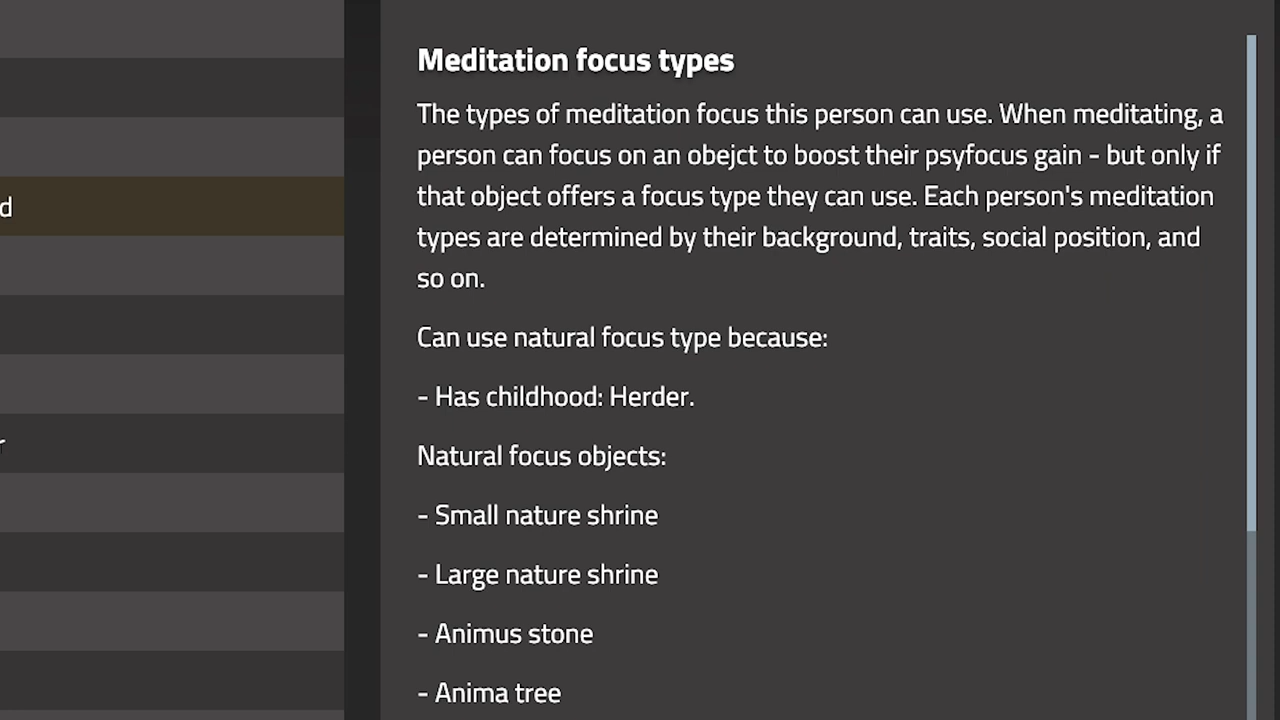 Meditation focus types
The types of meditation focus this person can use. When meditating, a
person can focus on an obejct to boost their psyfocus gain - but only if
d
that object offers a focus type they can use. Each person's meditation
types are determined by their background, traits, social position, and
so on.
Can use natural focus type because:
- Has childhood: Herder.
r
Natural focus objects:
- Small nature shrine
- Large nature shrine
- Animus stone
- Anima tree